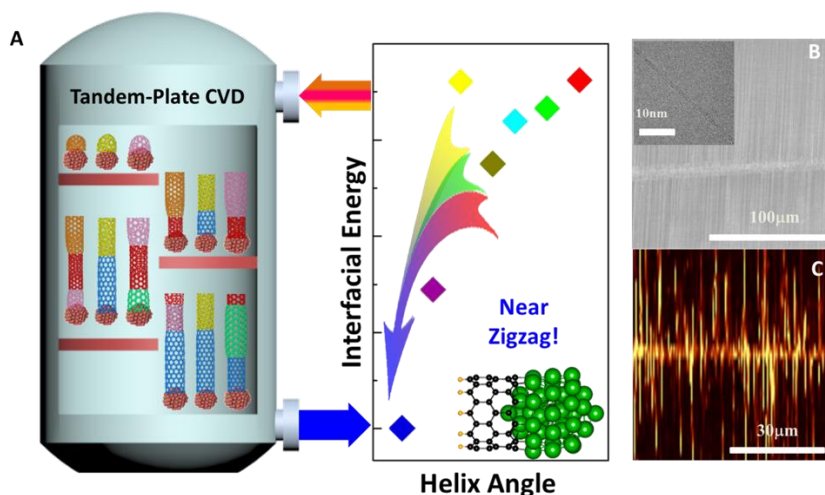 A
Tandem-Plate CVD
Interfacial Energy
Near
Zigzag!
Helix Angle
B
10nm
100μm
C
30μm